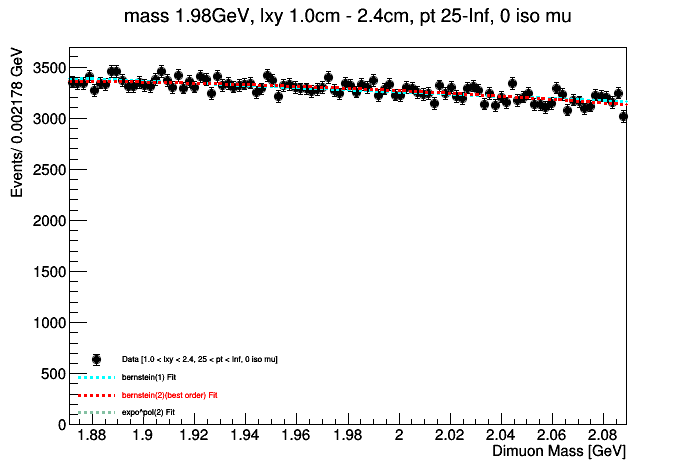 mass 1.98GeV, lxy 1.0cm - 2.4cm, pt 25-Inf, 0 iso mu
Events/ 0.002178 GeV
3500
3000
2500
2000
1500
1000
500
0
Data [1.0 < lxy < 2.4, 25 < pt < Inf, 0 iso mu]
bernstein(1) Fit
bernstein(2)(best order) Fit
expo*pol(2) Fit
1.88 1.9 1.92 1.94 1.96 1.98 2 2.02 2.04 2.06 2.08
Dimuon Mass [GeV]